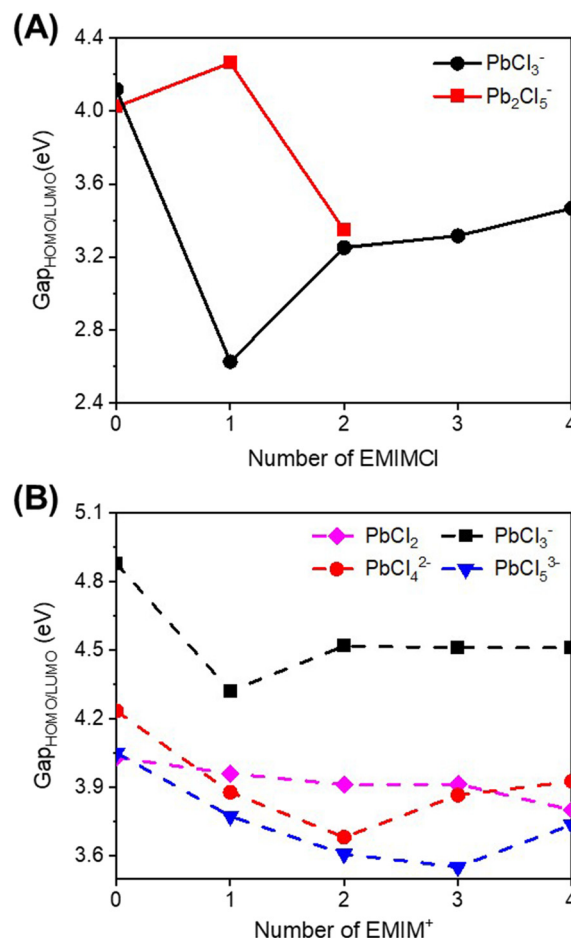 (A)
4.4
4.0
3.6
3.2
2.8
2.4
Gap_HOMO/LUMO(eV)
PbCl₃⁻
Pb₂Cl₅⁻
0 1 2 3 4
Number of EMIMCl
(B)
5.1
4.8
4.5
4.2
3.9
3.6
Gap_HOMO/LUMO (eV)
PbCl₂ PbCl₃⁻
PbCl₄²⁻ PbCl₅³⁻
0 1 2 3 4
Number of EMIM⁺